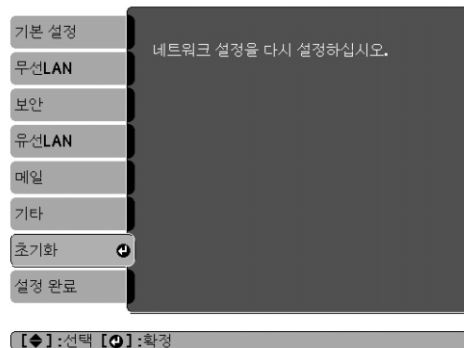 기본 설정
무선LAN
보안
유선LAN
메일
기타
초기화
설정 완료
네트워크 설정을 다시 설정하십시오.
[◆]:선택 [⏎]:확정